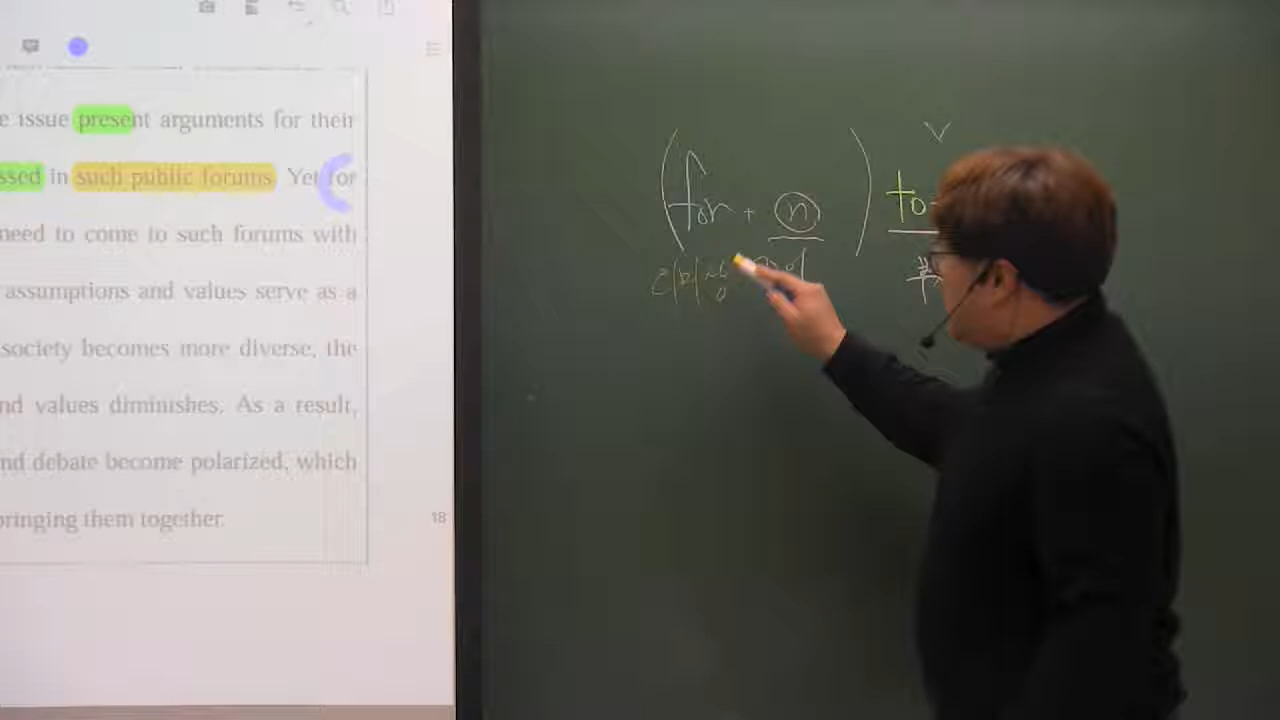 e issue present arguments for their
ssed in such public forums. Yet for
need to come to such forums with
assumptions and values serve as a
society becomes more diverse, the
nd values diminishes. As a result,
nd debate become polarized, which
bringing them together.
18
(for + n) to
v